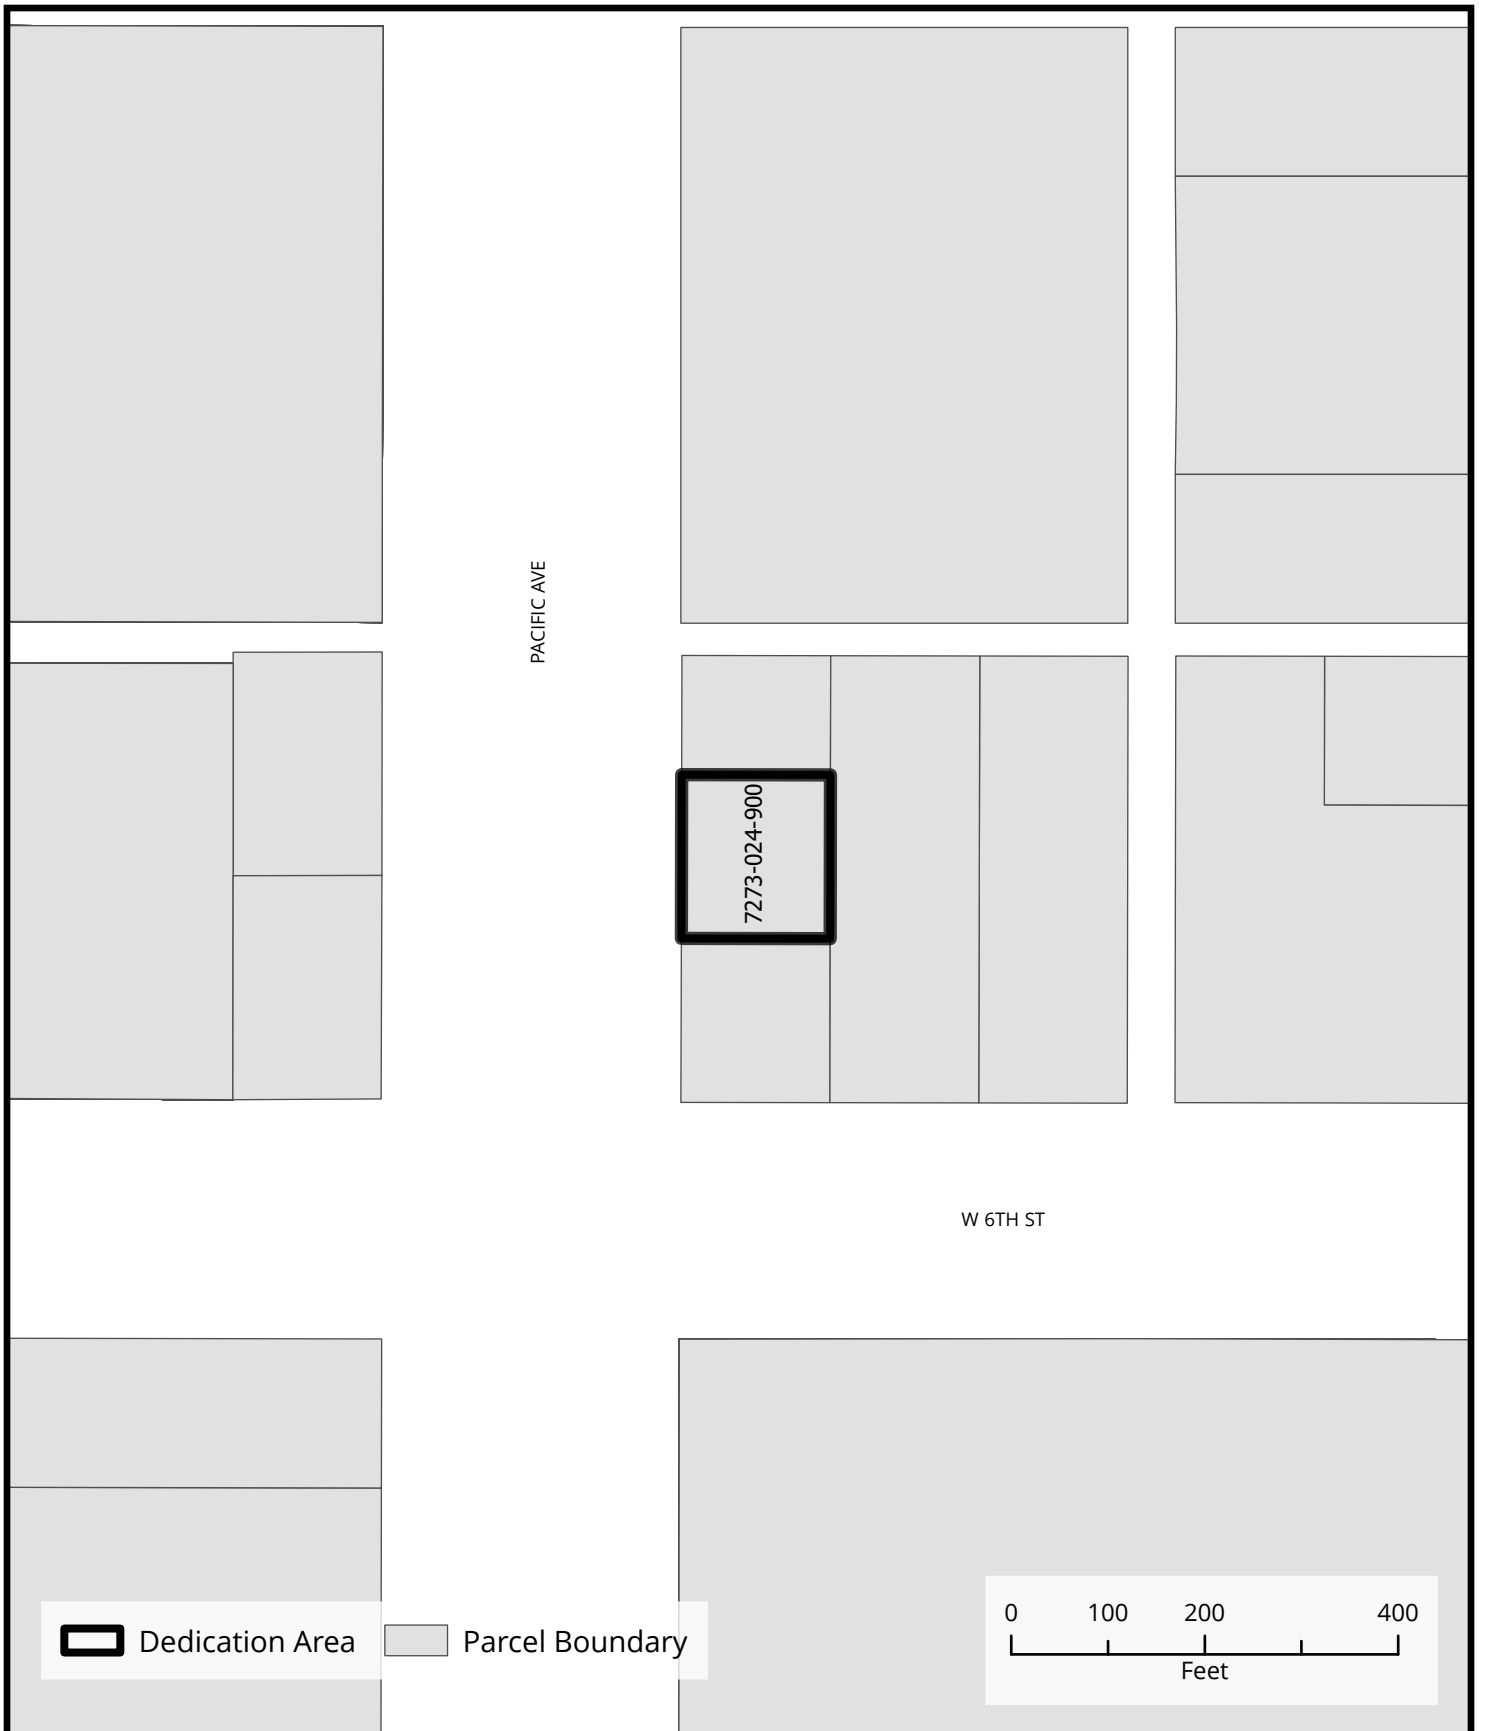 PACIFIC AVE
7273-024-900
W 6TH ST
Dedication Area
Parcel Boundary
0 100 200 400
Feet